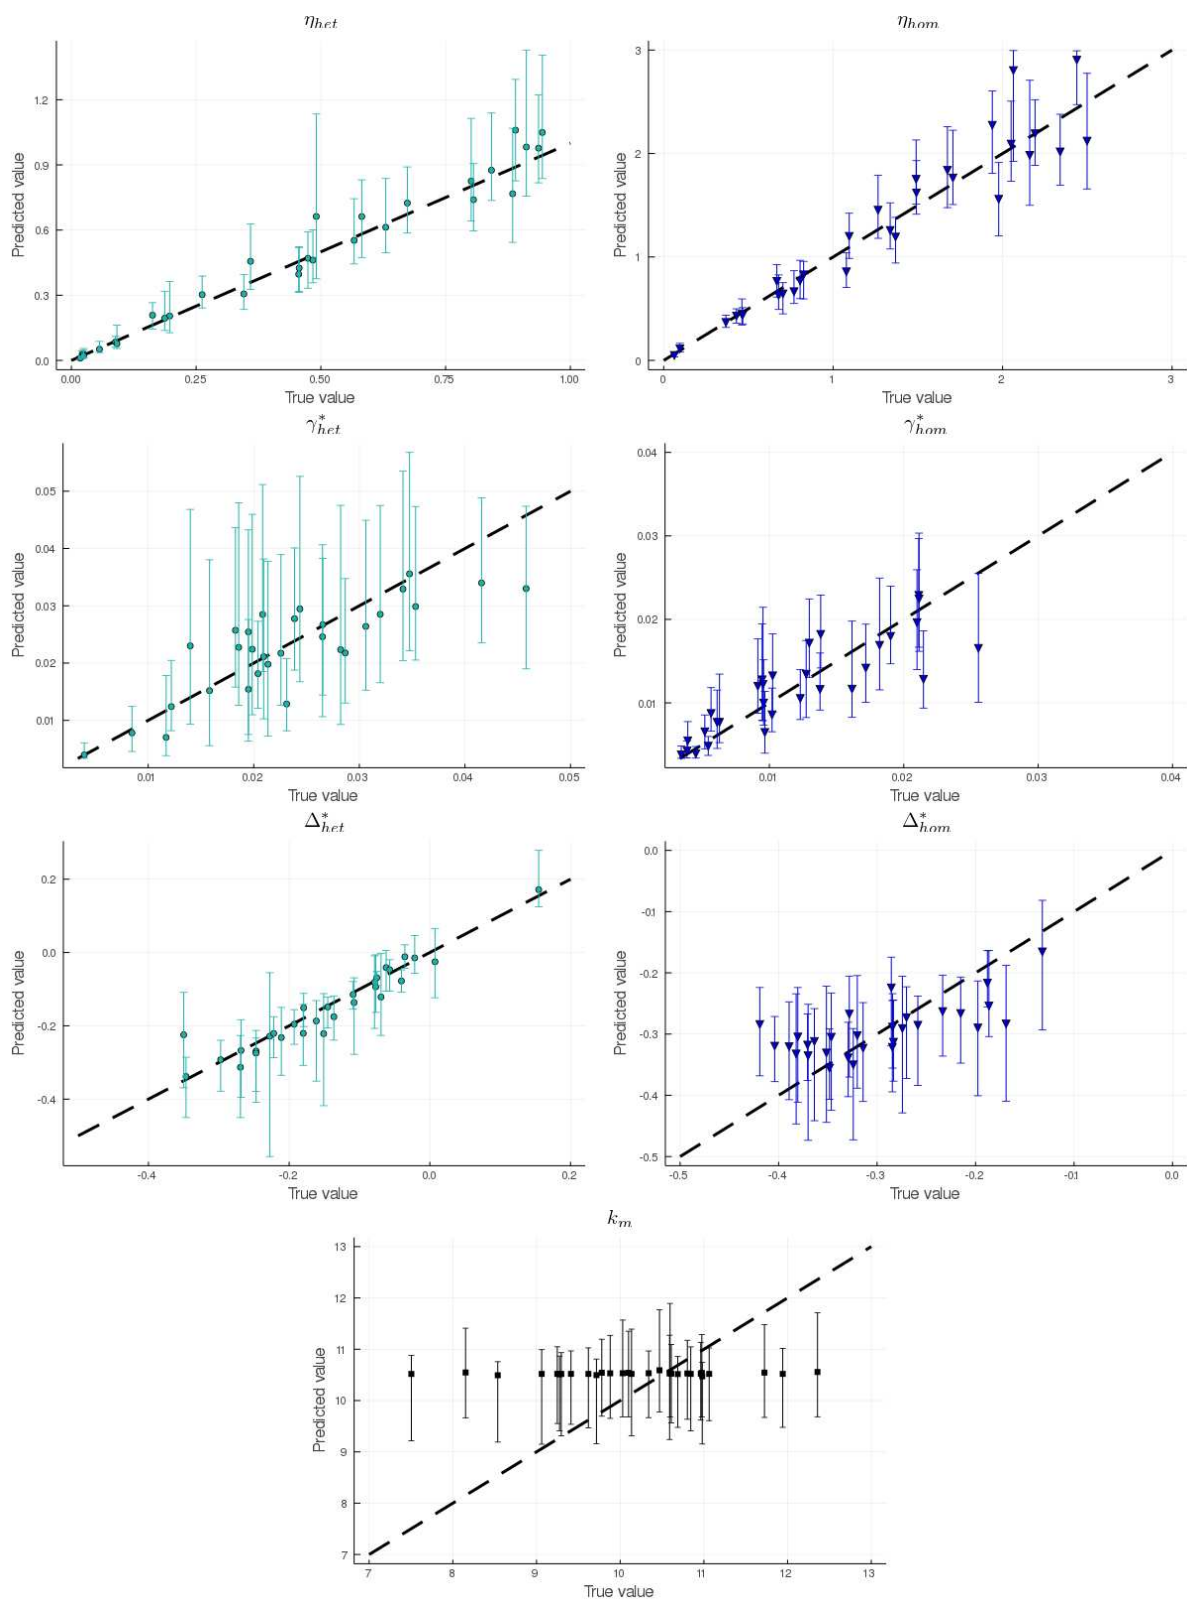 η_het
1.2
0.9
0.6
0.3
0.0
Predicted value
0.00 0.25 0.50 0.75 1.00
True value
η_hom
3
2
1
0
Predicted value
0 1 2 3
True value
γ*_het
0.05
0.04
0.03
0.02
0.01
Predicted value
0.01 0.02 0.03 0.04 0.05
True value
γ*_hom
0.04
0.03
0.02
0.01
Predicted value
0.01 0.02 0.03 0.04
True value
Δ*_het
0.2
0.0
-0.2
-0.4
Predicted value
-0.4 -0.2 0.0 0.2
True value
Δ*_hom
0.0
-0.1
-0.2
-0.3
-0.4
-0.5
Predicted value
-0.5 -0.4 -0.3 -0.2 -0.1 0.0
True value
k_m
13
12
11
10
9
8
7
Predicted value
7 8 9 10 11 12 13
True value